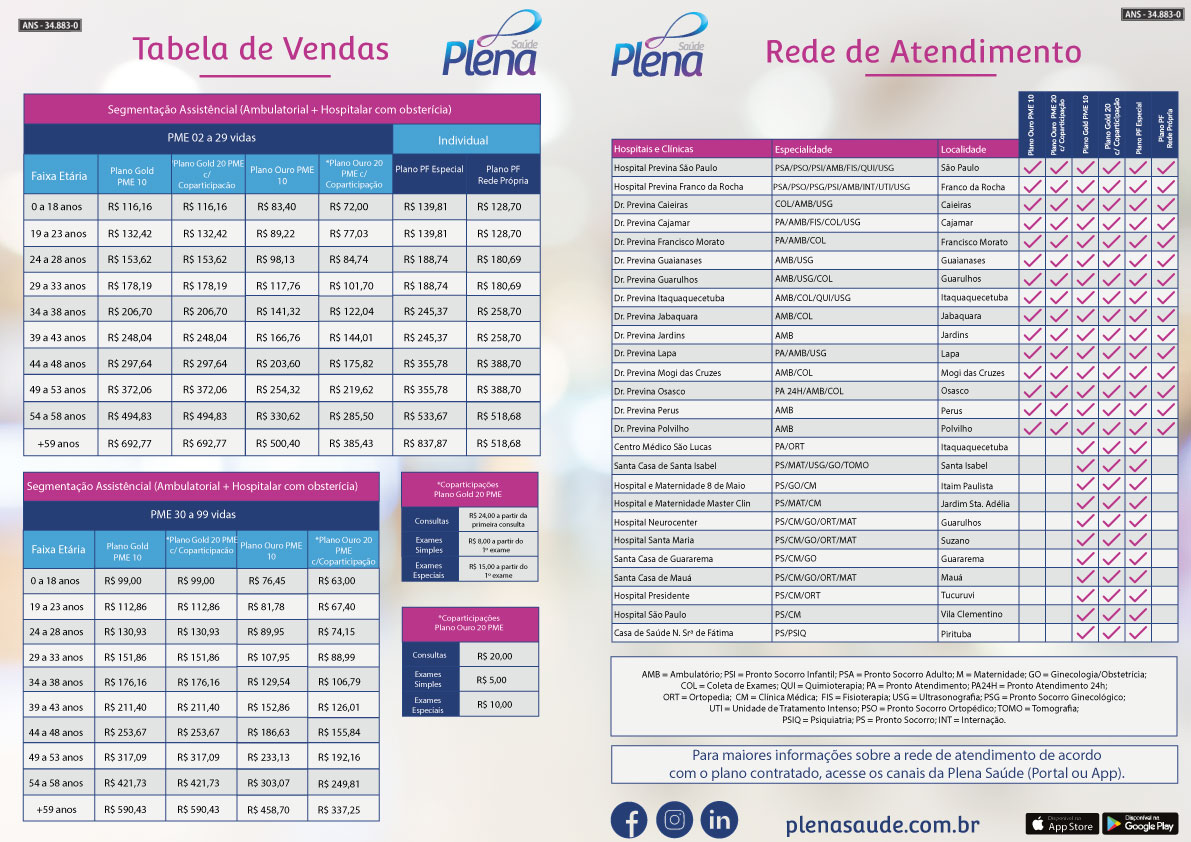 ANS - 34.883-0
Tabela de Vendas
Saúde
Plena
Segmentação Assistêncial (Ambulatorial + Hospitalar com obsterícia)
PME 02 a 29 vidas
Individual
Faixa Etária
Plano Gold
PME 10
*Plano Gold 20 PME
c/
Coparticipacão
Plano Ouro PME
10
*Plano Ouro 20
PME c/
Coparticipação
Plano PF Especial
Plano PF
Rede Própria
0 a 18 anos R$ 116,16 R$ 116,16 R$ 83,40 R$ 72,00 R$ 139,81 R$ 128,70
19 a 23 anos R$ 132,42 R$ 132,42 R$ 89,22 R$ 77,03 R$ 139,81 R$ 128,70
24 a 28 anos R$ 153,62 R$ 153,62 R$ 98,13 R$ 84,74 R$ 188,74 R$ 180,69
29 a 33 anos R$ 178,19 R$ 178,19 R$ 117,76 R$ 101,70 R$ 188,74 R$ 180,69
34 a 38 anos R$ 206,70 R$ 206,70 R$ 141,32 R$ 122,04 R$ 245,37 R$ 258,70
39 a 43 anos R$ 248,04 R$ 248,04 R$ 166,76 R$ 144,01 R$ 245,37 R$ 258,70
44 a 48 anos R$ 297,64 R$ 297,64 R$ 203,60 R$ 175,82 R$ 355,78 R$ 388,70
49 a 53 anos R$ 372,06 R$ 372,06 R$ 254,32 R$ 219,62 R$ 355,78 R$ 388,70
54 a 58 anos R$ 494,83 R$ 494,83 R$ 330,62 R$ 285,50 R$ 533,67 R$ 518,68
+59 anos R$ 692,77 R$ 692,77 R$ 500,40 R$ 385,43 R$ 837,87 R$ 518,68
Segmentação Assistêncial (Ambulatorial + Hospitalar com obsterícia)
PME 30 a 99 vidas
Faixa Etária
Plano Gold
PME 10
*Plano Gold 20 PME
c/ Coparticipacão
Plano Ouro PME
10
*Plano Ouro 20
PME
c/Coparticipação
0 a 18 anos R$ 99,00 R$ 99,00 R$ 76,45 R$ 63,00
19 a 23 anos R$ 112,86 R$ 112,86 R$ 81,78 R$ 67,40
24 a 28 anos R$ 130,93 R$ 130,93 R$ 89,95 R$ 74,15
29 a 33 anos R$ 151,86 R$ 151,86 R$ 107,95 R$ 88,99
34 a 38 anos R$ 176,16 R$ 176,16 R$ 129,54 R$ 106,79
39 a 43 anos R$ 211,40 R$ 211,40 R$ 152,86 R$ 126,01
44 a 48 anos R$ 253,67 R$ 253,67 R$ 186,63 R$ 155,84
49 a 53 anos R$ 317,09 R$ 317,09 R$ 233,13 R$ 192,16
54 a 58 anos R$ 421,73 R$ 421,73 R$ 303,07 R$ 249,81
+59 anos R$ 590,43 R$ 590,43 R$ 458,70 R$ 337,25
*Coparticipações
Plano Gold 20 PME
Consultas
R$ 24,00 a partir da
primeira consulta
Exames
Simples
R$ 8,00 a partir do
1º exame
Exames
Especiais
R$ 15,00 a partir do
1º exame
*Coparticipações
Plano Ouro 20 PME
Consultas
R$ 20,00
Exames
Simples
R$ 5,00
Exames
Especiais
R$ 10,00
ANS - 34.883-0
Saúde
Plena
Rede de Atendimento
Plano Ouro PME 10
Plano Ouro PME 20
c/ Coparticipação
Plano Gold PME 10
Plano Gold 20
c/ Coparticipação
Plano PF Especial
Plano PF
Rede Própria
Hospitais e Clínicas Especialidade Localidade
Hospital Previna São Paulo PSA/PSO/PSI/AMB/FIS/QUI/USG São Paulo
Hospital Previna Franco da Rocha PSA/PSO/PSG/PSI/AMB/INT/UTI/USG Franco da Rocha
Dr. Previna Caieiras COL/AMB/USG Caieiras
Dr. Previna Cajamar PA/AMB/FIS/COL/USG Cajamar
Dr. Previna Francisco Morato PA/AMB/COL Francisco Morato
Dr. Previna Guaianases AMB/USG Guaianases
Dr. Previna Guarulhos AMB/USG/COL Guarulhos
Dr. Previna Itaquaquecetuba AMB/COL/QUI/USG Itaquaquecetuba
Dr. Previna Jabaquara AMB/COL Jabaquara
Dr. Previna Jardins AMB Jardins
Dr. Previna Lapa PA/AMB/USG Lapa
Dr. Previna Mogi das Cruzes AMB/COL Mogi das Cruzes
Dr. Previna Osasco PA 24H/AMB/COL Osasco
Dr. Previna Perus AMB Perus
Dr. Previna Polvilho AMB Polvilho
Centro Médico São Lucas PA/ORT Itaquaquecetuba
Santa Casa de Santa Isabel PS/MAT/USG/GO/TOMO Santa Isabel
Hospital e Maternidade 8 de Maio PS/GO/CM Itaim Paulista
Hospital e Maternidade Master Clin PS/MAT/CM Jardim Sta. Adélia
Hospital Neurocenter PS/CM/GO/ORT/MAT Guarulhos
Hospital Santa Maria PS/CM/GO/ORT/MAT Suzano
Santa Casa de Guararema PS/CM/GO Guararema
Santa Casa de Mauá PS/CM/GO/ORT/MAT Mauá
Hospital Presidente PS/CM/ORT Tucuruvi
Hospital São Paulo PS/CM Vila Clementino
Casa de Saúde N. Srª de Fátima PS/PSIQ Pirituba
AMB = Ambulatório; PSI = Pronto Socorro Infantil; PSA = Pronto Socorro Adulto; M = Maternidade; GO = Ginecologia/Obstetrícia;
COL = Coleta de Exames; QUI = Quimioterapia; PA = Pronto Atendimento; PA24H = Pronto Atendimento 24h;
ORT = Ortopedia; CM = Clínica Médica; FIS = Fisioterapia; USG = Ultrasonografia; PSG = Pronto Socorro Ginecológico;
UTI = Unidade de Tratamento Intenso; PSO = Pronto Socorro Ortopédico; TOMO = Tomografia;
PSIQ = Psiquiatria; PS = Pronto Socorro; INT = Internação.
Para maiores informações sobre a rede de atendimento de acordo
com o plano contratado, acesse os canais da Plena Saúde (Portal ou App).
plenasaude.com.br
Disponível na
App Store
Disponível no
Google Play